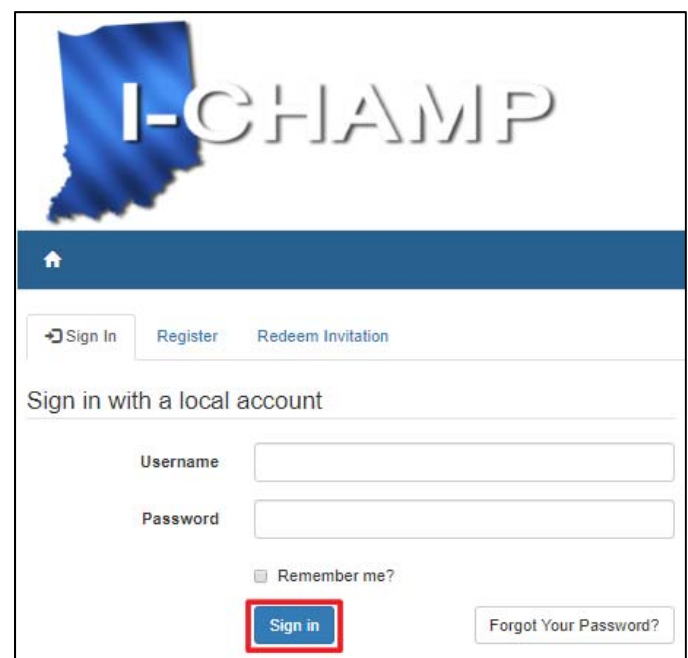 I-CHAMP
Sign In Register Redeem Invitation
Sign in with a local account
Username
Password
Remember me?
Sign in Forgot Your Password?